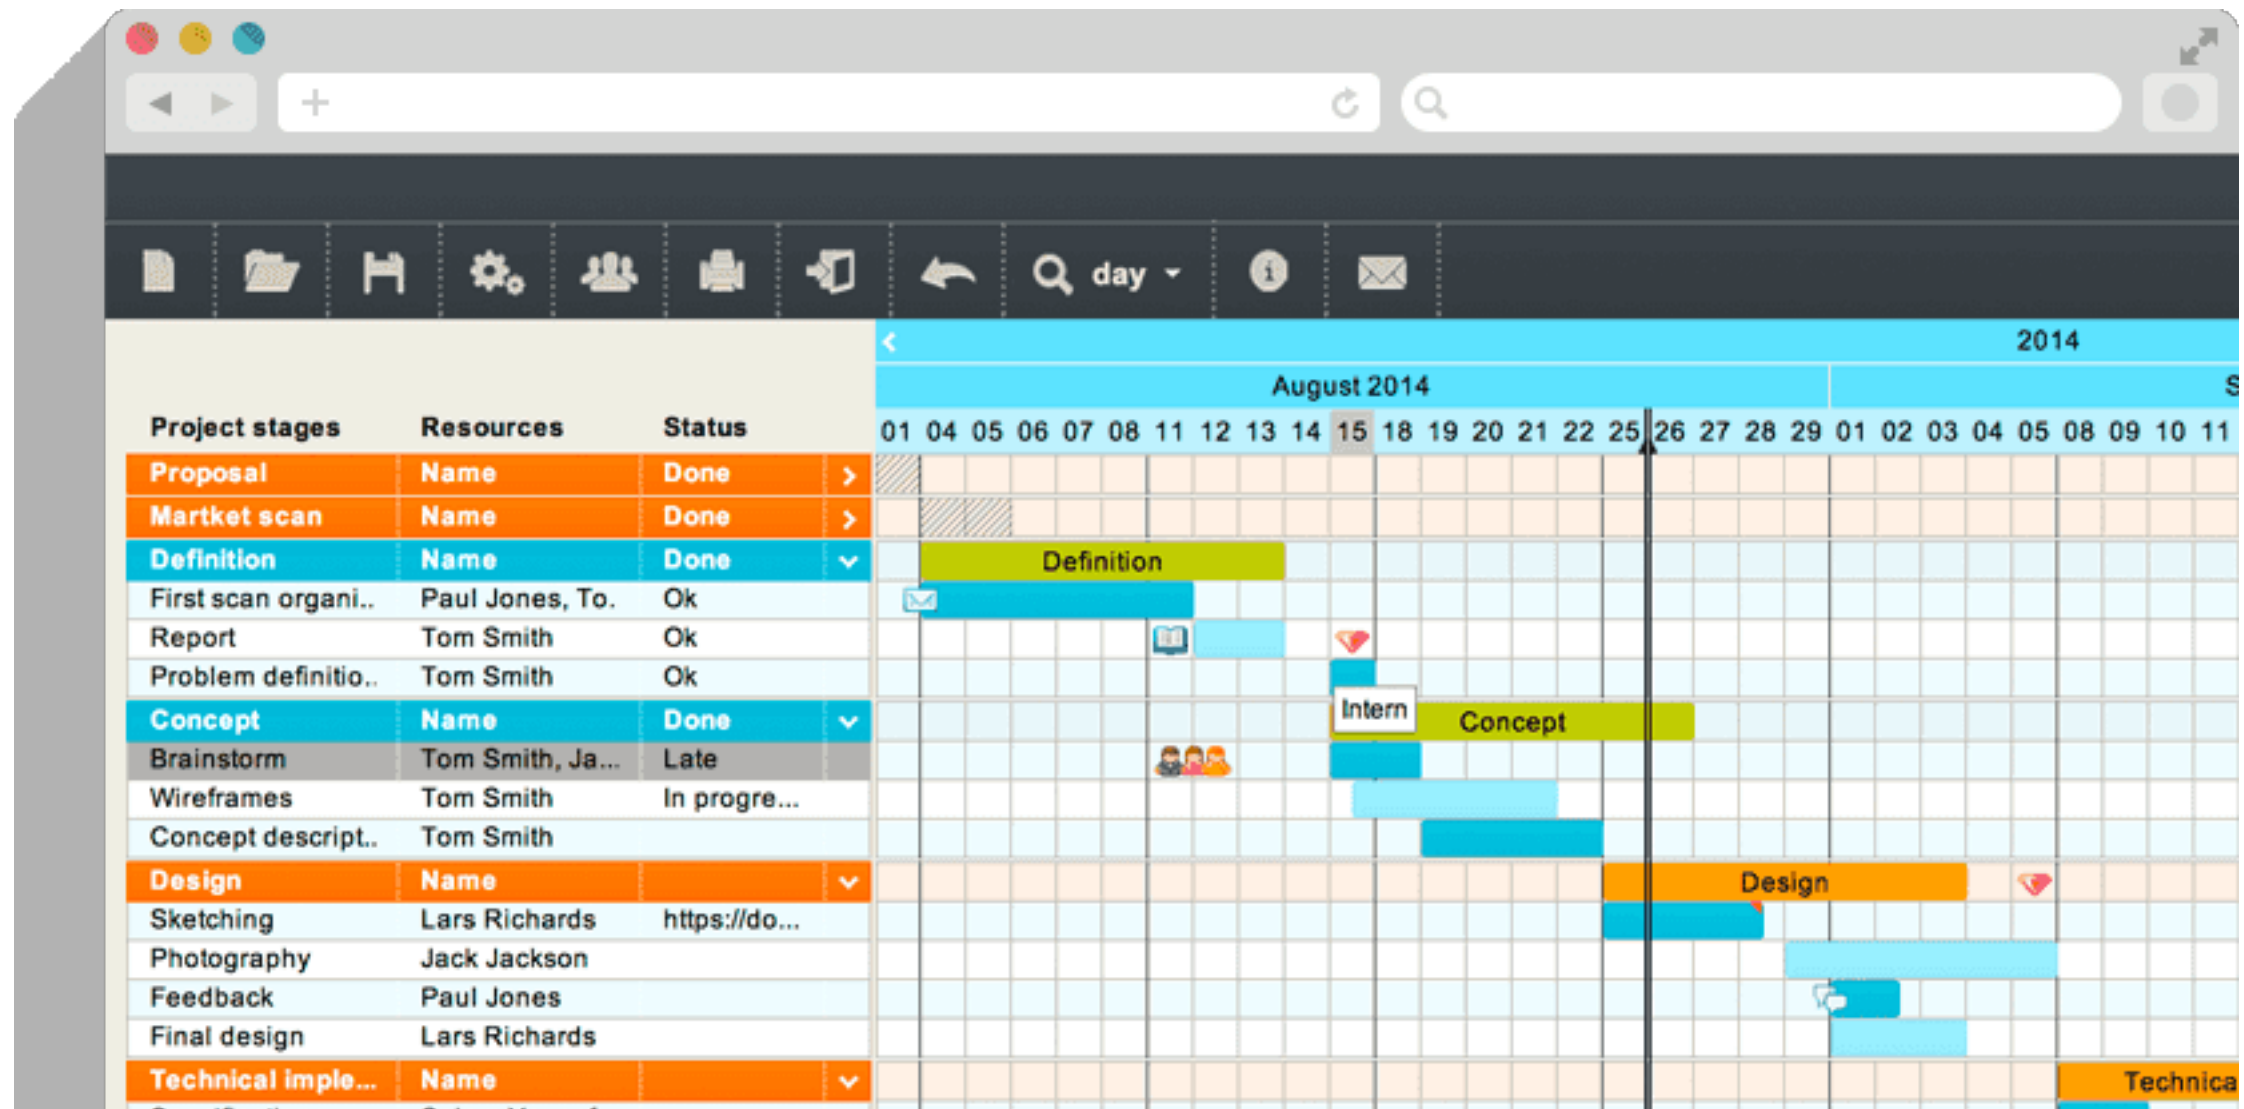 day
2014
August 2014 S
Project stages Resources Status 01 04 05 06 07 08 11 12 13 14 15 18 19 20 21 22 25 26 27 28 29 01 02 03 04 05 08 09 10 11
Proposal Name Done
Martket scan Name Done
Definition Name Done Definition
First scan organi.. Paul Jones, To. Ok
Report Tom Smith Ok
Problem definitio.. Tom Smith Ok
Intern
Concept Name Done Concept
Brainstorm Tom Smith, Ja... Late
Wireframes Tom Smith In progre...
Concept descript.. Tom Smith
Design Name Design
Sketching Lars Richards https://do...
Photography Jack Jackson
Feedback Paul Jones
Final design Lars Richards
Technical imple... Name Technica